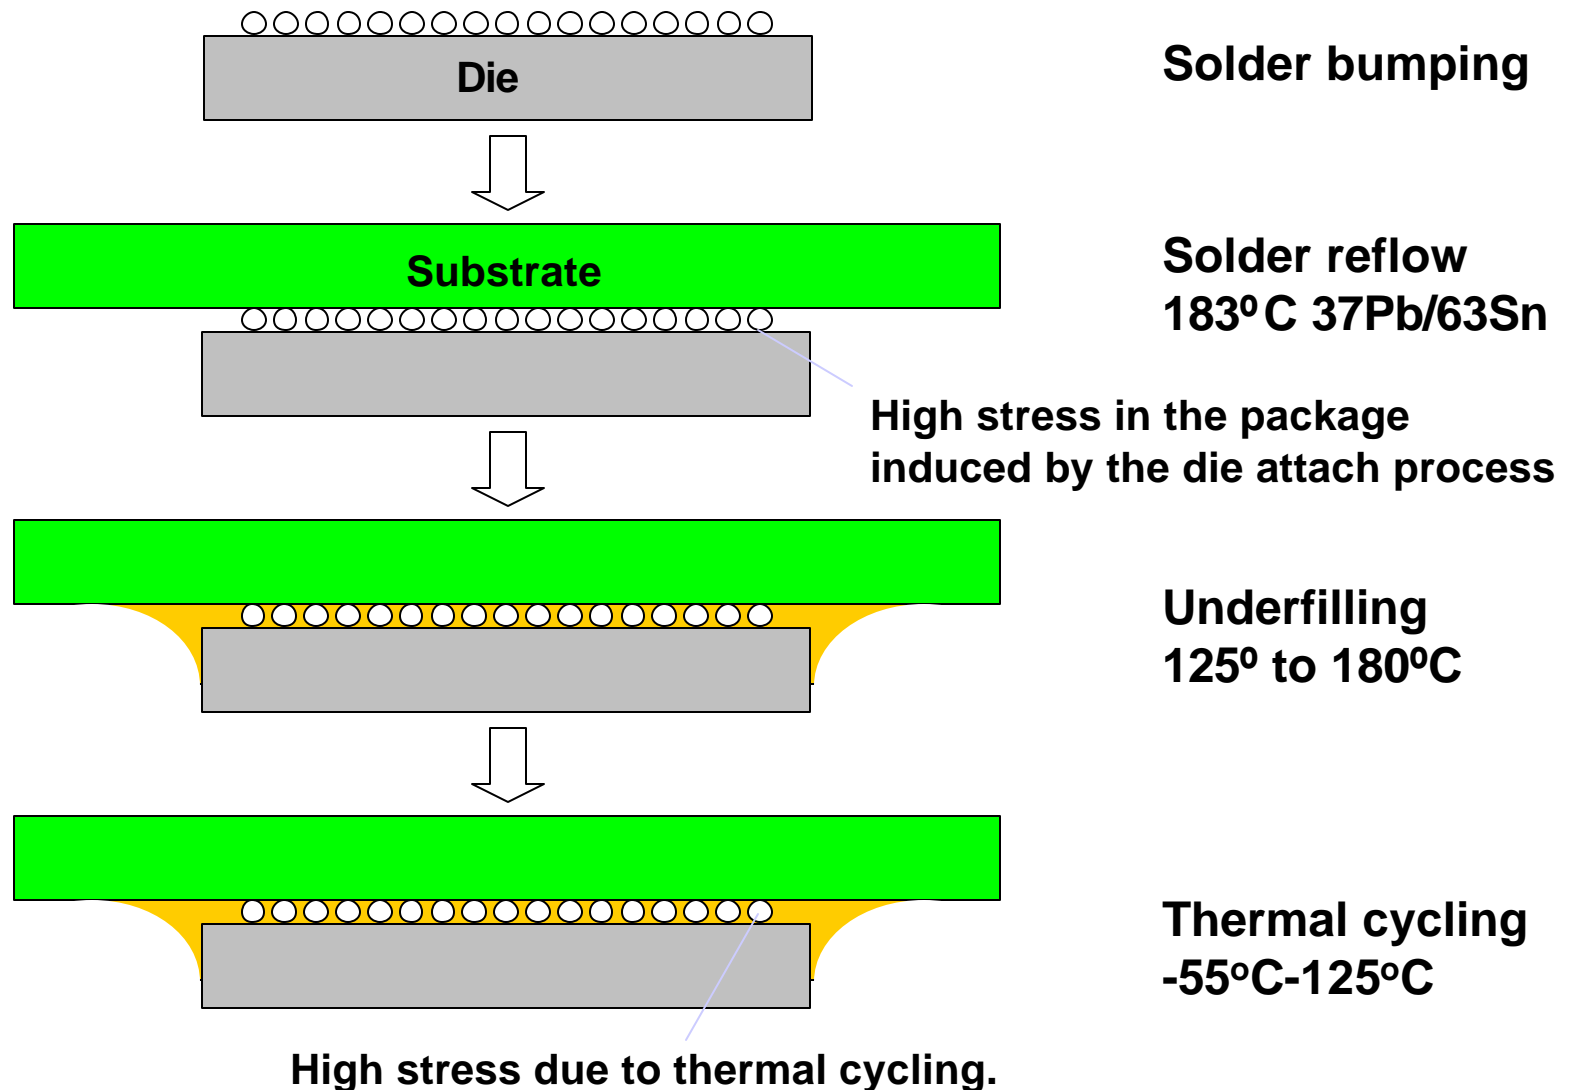 Die
Solder bumping
Substrate
Solder reflow
183⁰ C 37Pb/63Sn
High stress in the package
induced by the die attach process
Underfilling
125⁰ to 180⁰C
Thermal cycling
-55ºC-125ºC
High stress due to thermal cycling.